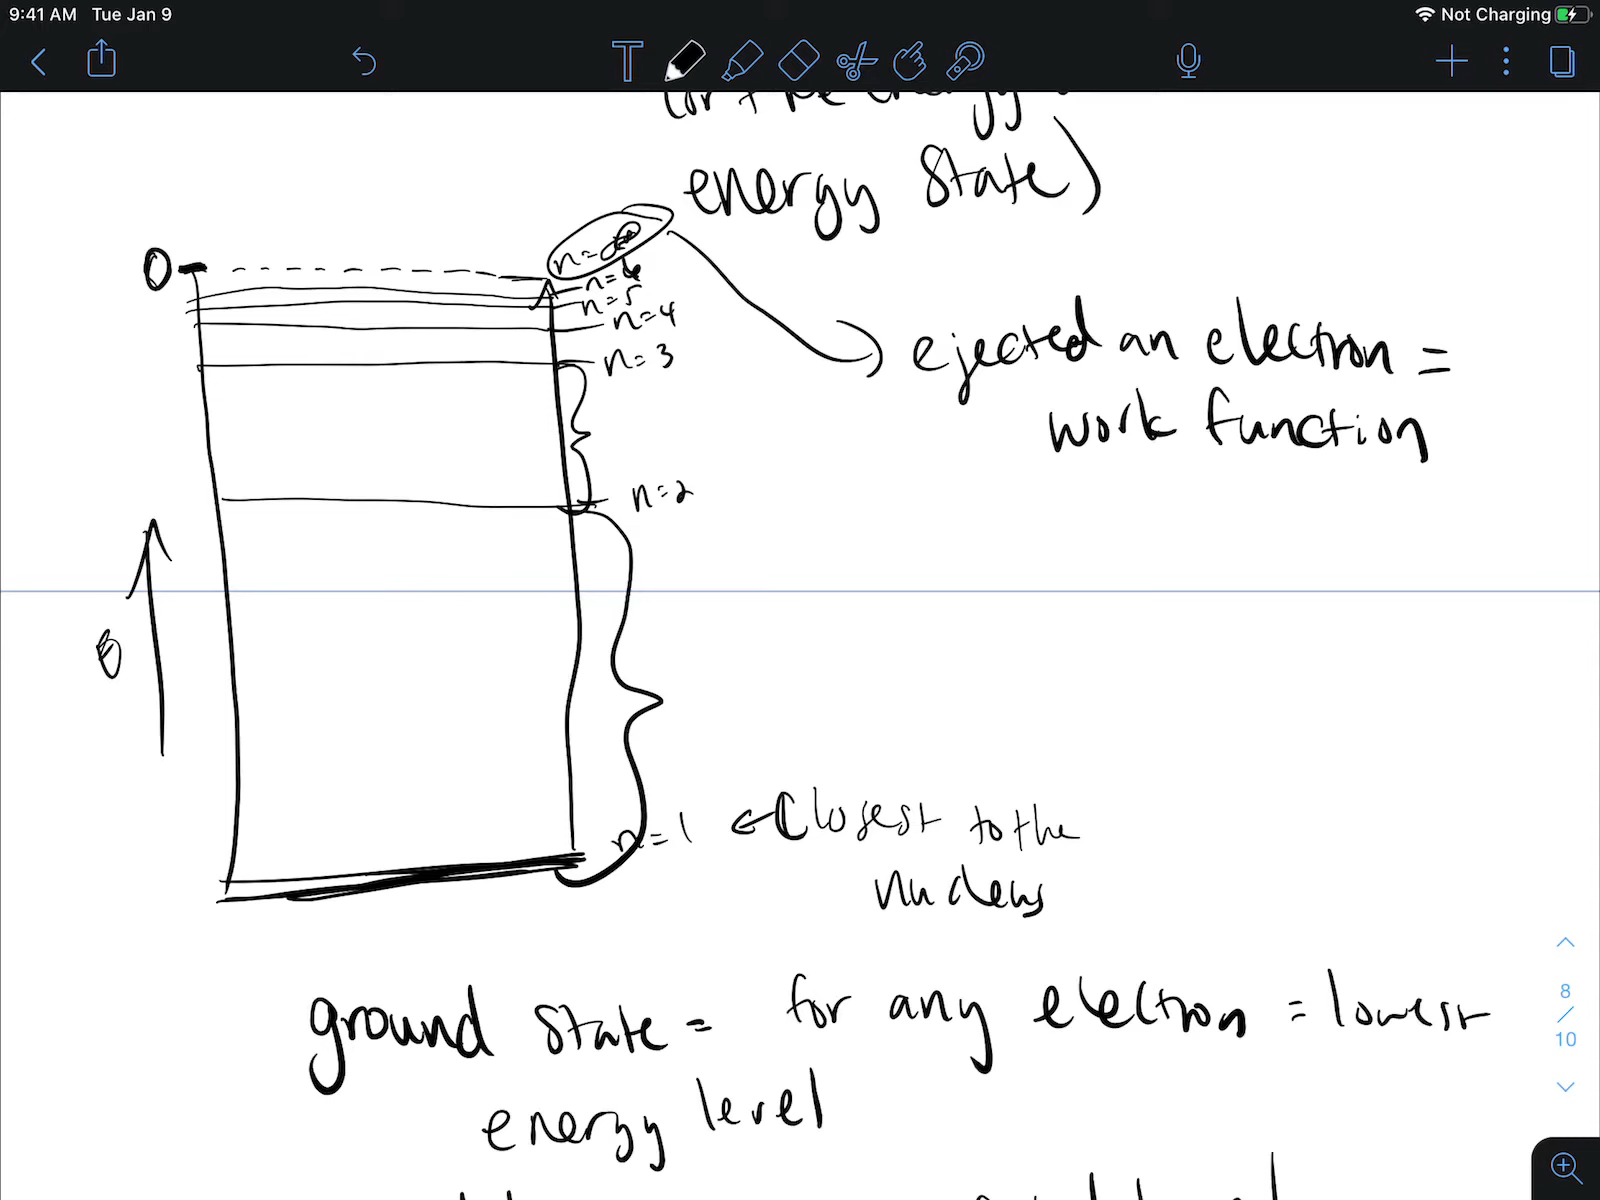 9:41 AM Tue Jan 9
Not Charging
energy state)
0
n=∞
n=6
n=5
n=4
n=3
ejected an electron =
work function
n=2
E
n=1 ← Closest to the
nucleus
8
/
10
ground state = for any electron = lowest
energy level